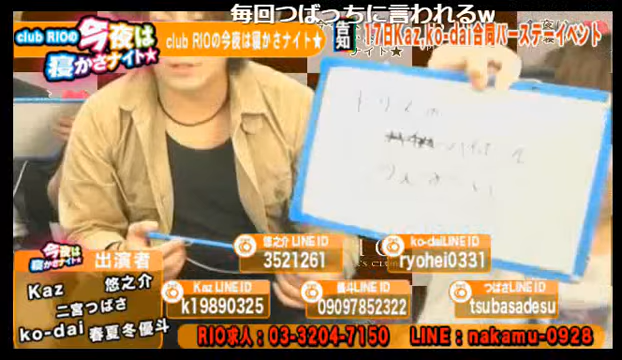 毎回つばっちに言われるw
club RIOの
今夜は
寝かさナイト★
club RIOの今夜は寝かさナイト★
告知
17日Kaz,ko-dai合同バースデーイベント
今夜は
寝かさナイト★
出演者
Kaz 悠之介
二宮つばさ
ko-dai 春夏冬優斗
悠之介 LINE ID
3521261
ko-daiLINE ID
ryohei0331
Kaz LINE ID
k19890325
優斗LINE ID
09097852322
つばさLINE ID
tsubasadesu
RIO求人:03-3204-7150 LINE:nakamu-0928